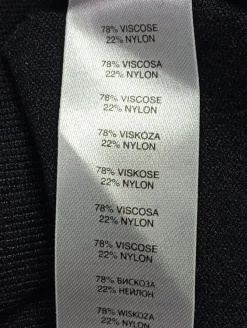 78% VISCOSE
22% NYLON
78% VISCOSA
22% NYLON
78% VISCOSE
22% NYLON
78% VISKÓZA
22% NYLON
78% VISKOSE
22% NYLON
78% VISCOSA
22% NYLON
78% VISCOSE
22% NYLON
78% ВИСКОЗА
22% НЕЙЛОН
78% WISKOZA
22% NYLON